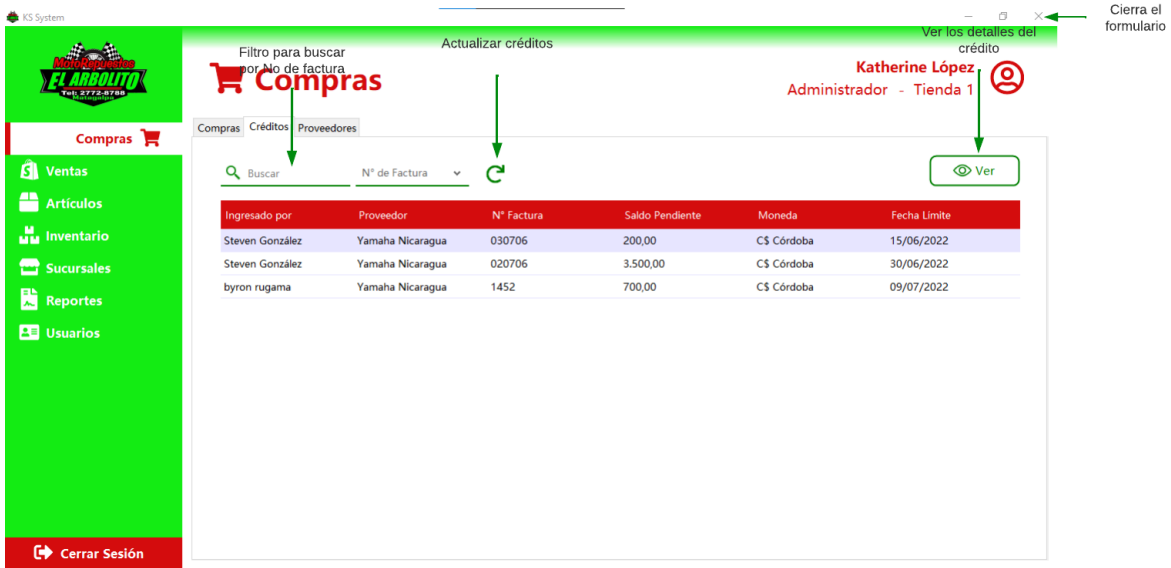 KS System
Cierra el
formulario
Ver los detalles del
crédito
Filtro para buscar
por No de factura
Actualizar créditos
MotoRepuestos
EL ARBOLITO
Tel: 2772-8788
Matagalpa
Compras
Katherine López
Administrador - Tienda 1
Compras
Ventas
Artículos
Inventario
Sucursales
Reportes
Usuarios
Cerrar Sesión
Compras Créditos Proveedores
Buscar N° de Factura Ver
Ingresado por Proveedor N° Factura Saldo Pendiente Moneda Fecha Limite
Steven González Yamaha Nicaragua 030706 200,00 C$ Córdoba 15/06/2022
Steven González Yamaha Nicaragua 020706 3.500,00 C$ Córdoba 30/06/2022
byron rugama Yamaha Nicaragua 1452 700,00 C$ Córdoba 09/07/2022